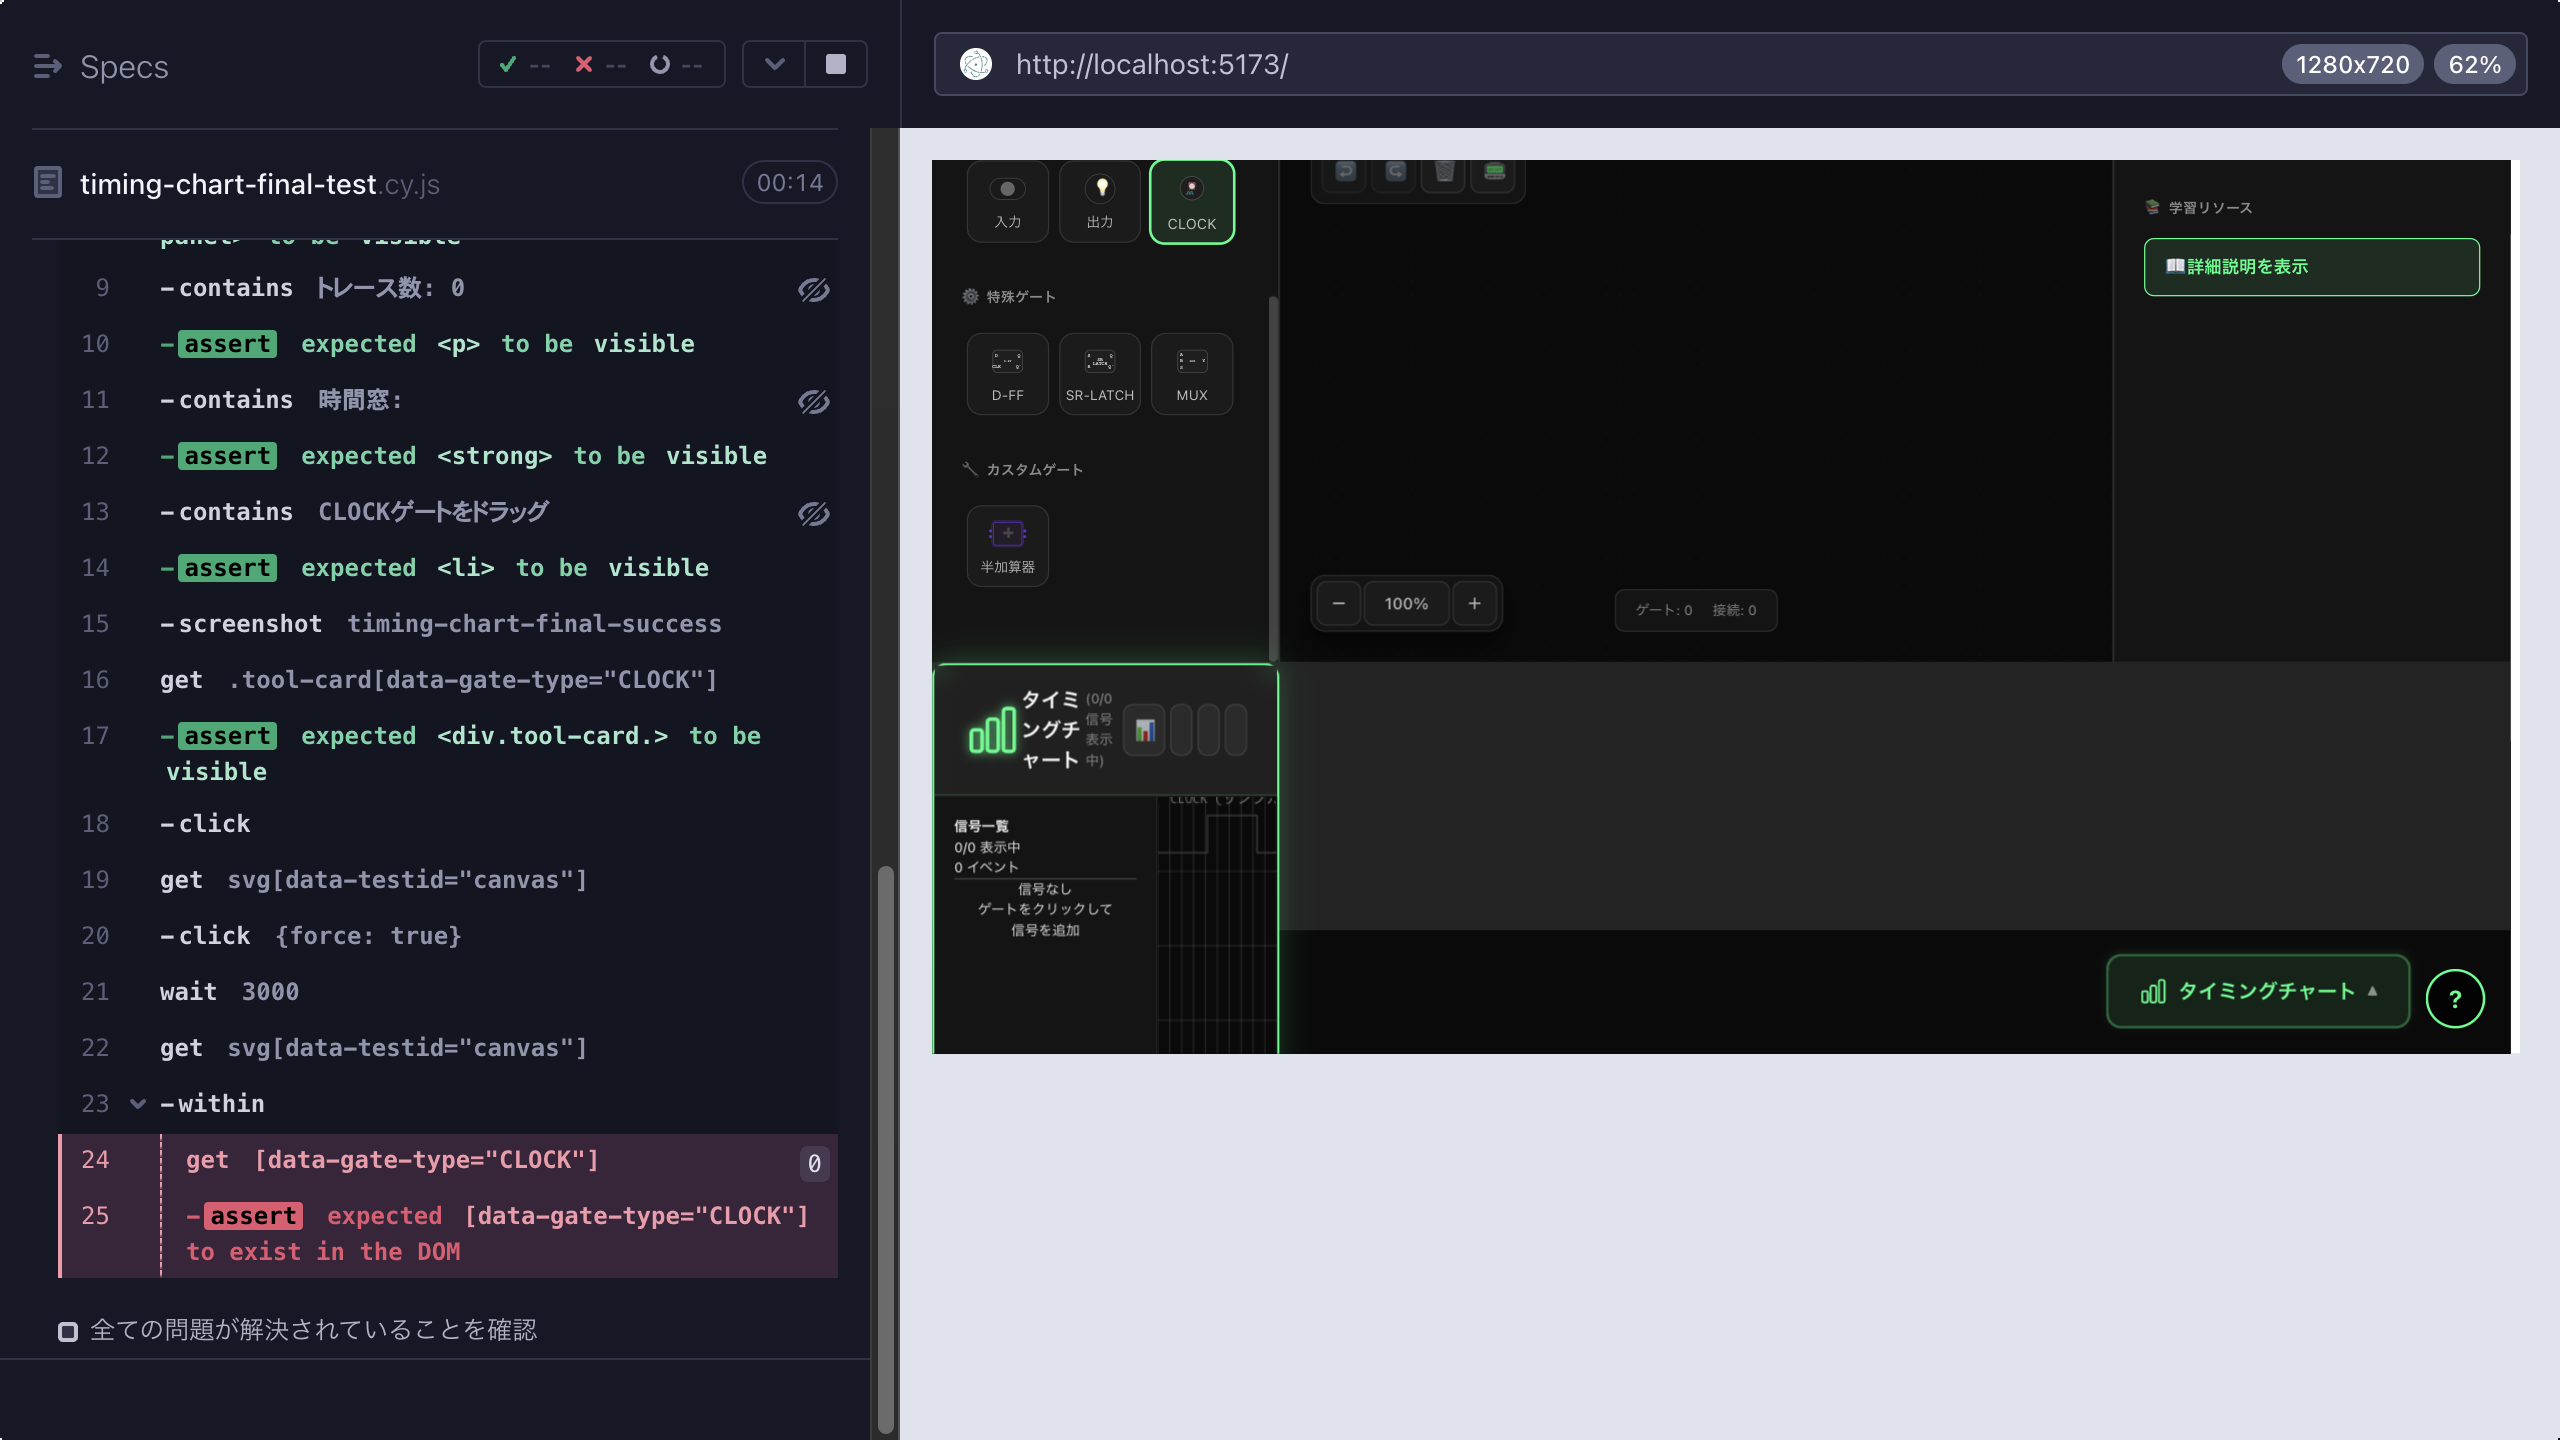 Specs
--
--
--
timing-chart-final-test.cy.js
00:14
panel> to be visible
9 -contains トレース数: 0
10 -assert expected <p> to be visible
11 -contains 時間窓:
12 -assert expected <strong> to be visible
13 -contains CLOCKゲートをドラッグ
14 -assert expected <li> to be visible
15 -screenshot timing-chart-final-success
16 get .tool-card[data-gate-type="CLOCK"]
17 -assert expected <div.tool-card.> to be
visible
18 -click
19 get svg[data-testid="canvas"]
20 -click {force: true}
21 wait 3000
22 get svg[data-testid="canvas"]
23 -within
24 get [data-gate-type="CLOCK"] 0
25 -assert expected [data-gate-type="CLOCK"]
to exist in the DOM
全ての問題が解決されていることを確認
http://localhost:5173/
1280x720
62%
入力
出力
CLOCK
特殊ゲート
D-FF
SR-LATCH
MUX
カスタムゲート
半加算器
− 100% +
ゲート: 0 接続: 0
学習リソース
詳細説明を表示
タイミ
ングチ
ャート
(0/0
信号
表示
中)
信号一覧
0/0 表示中
0 イベント
信号なし
ゲートをクリックして
信号を追加
タイミングチャート ▲
?